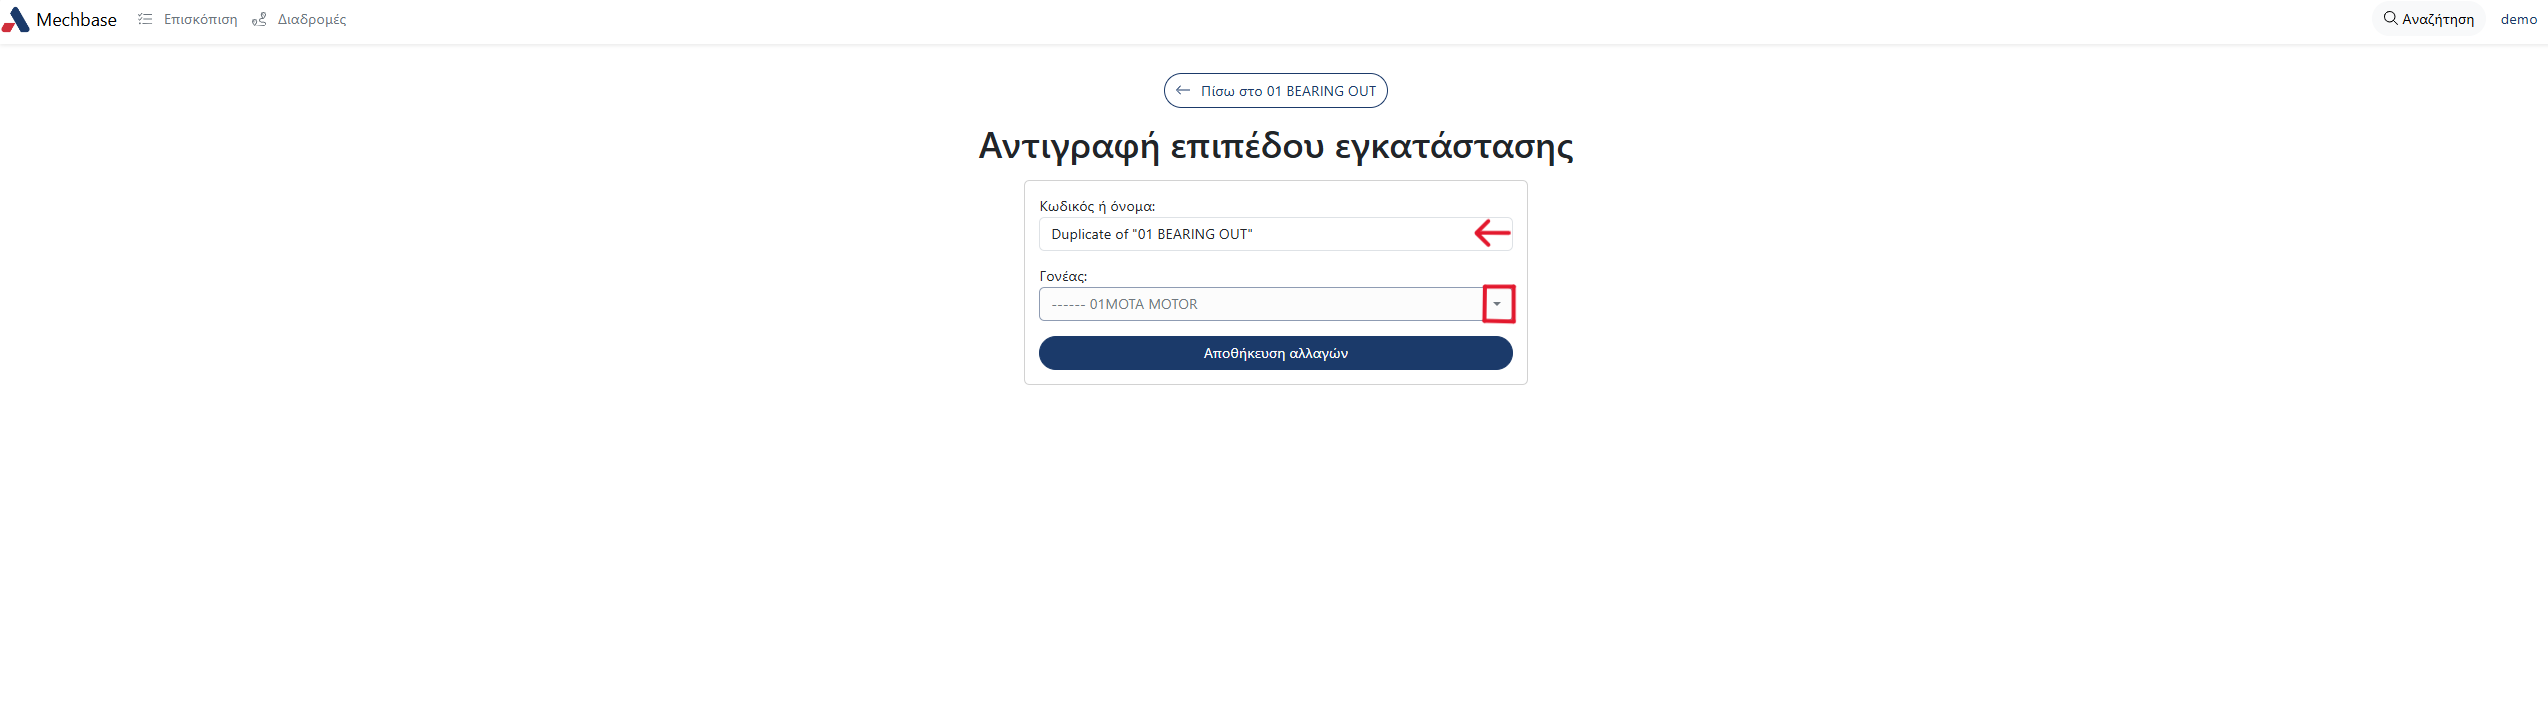 Mechbase
Επισκόπιση
Διαδρομές
Αναζήτηση
demo
Πίσω στο 01 BEARING OUT
Αντιγραφή επιπέδου εγκατάστασης
Κωδικός ή όνομα:
Duplicate of "01 BEARING OUT"
Γονέας:
------ 01MOTA MOTOR
Αποθήκευση αλλαγών